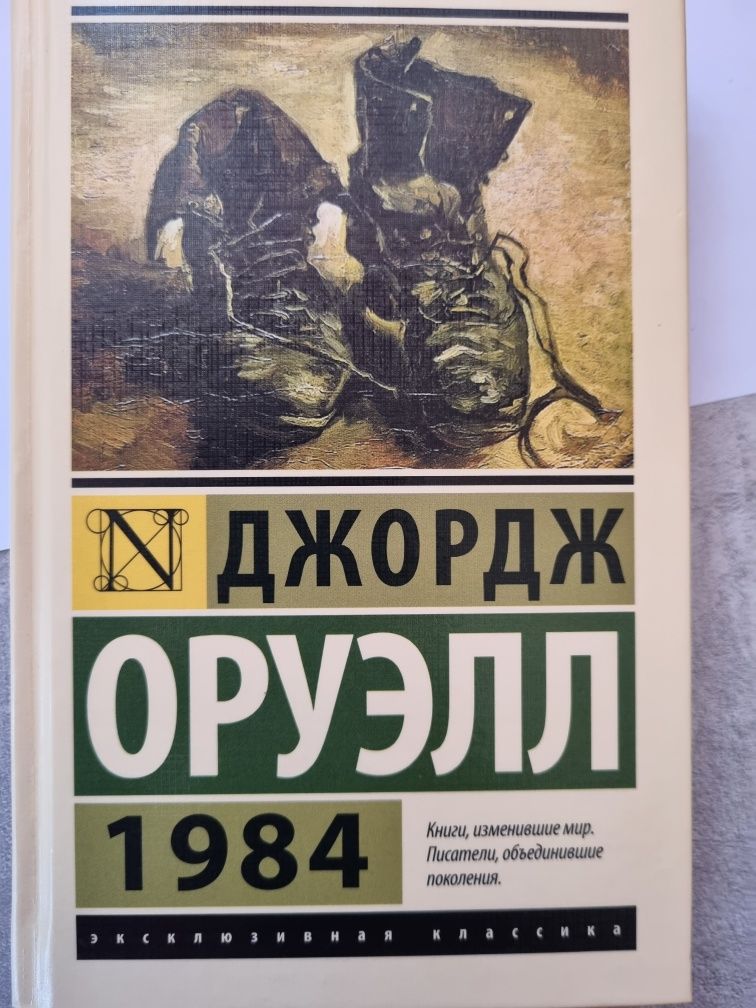 N ДЖОРДЖ
ОРУЭЛЛ
1984
Книги, изменившие мир.
Писатели, объединившие
поколения.
эксклюзивная классика